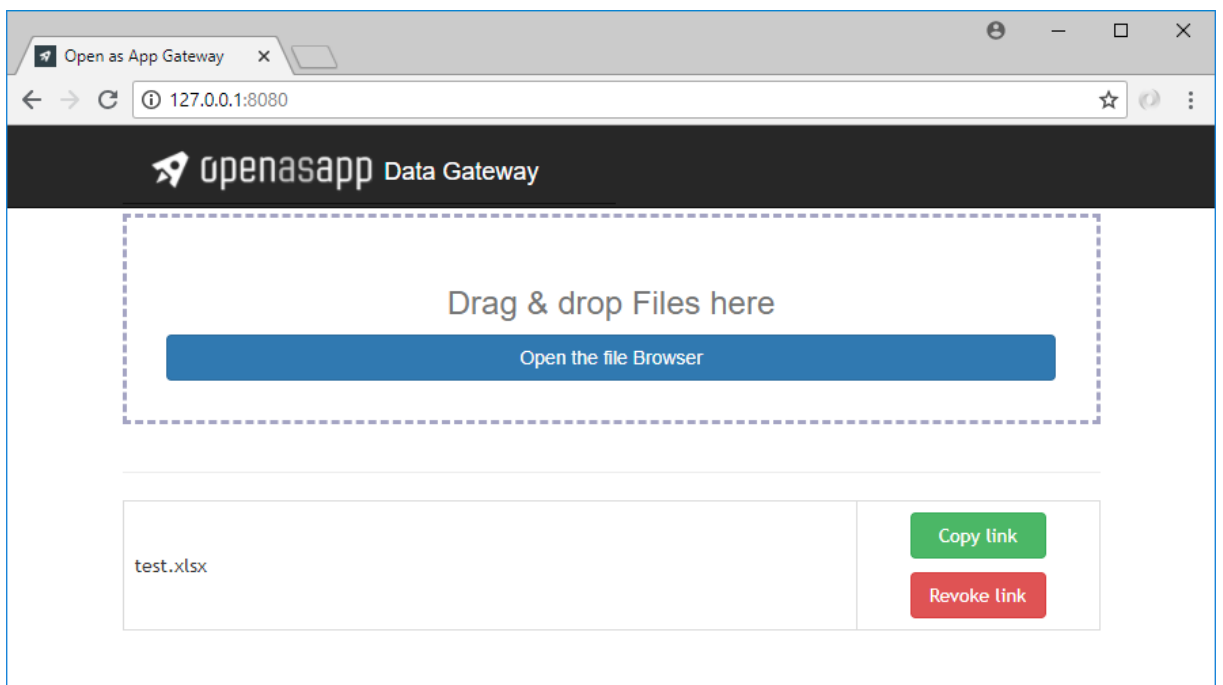 Open as App Gateway
127.0.0.1:8080
openasapp Data Gateway
Drag & drop Files here
Open the file Browser
test.xlsx
Copy link
Revoke link